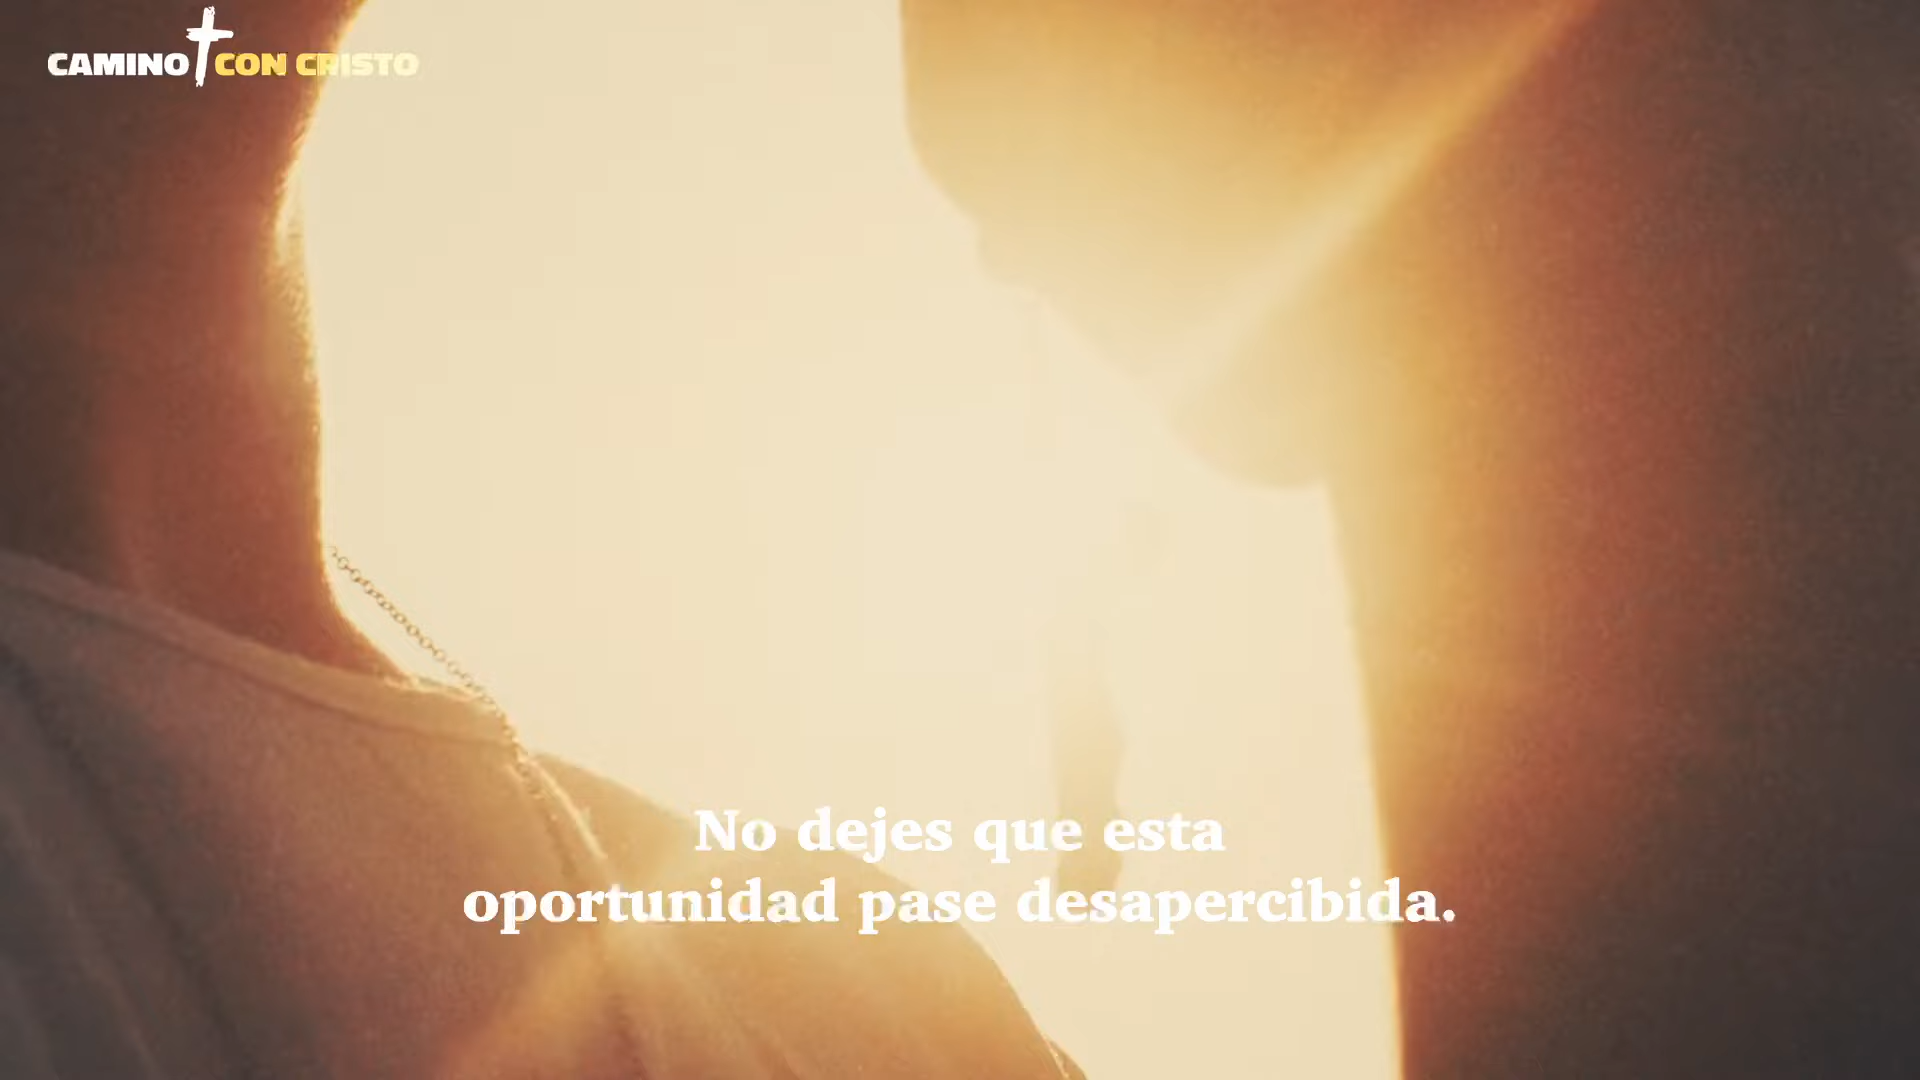 CAMINO CON CRISTO
No dejes que esta
oportunidad pase desapercibida.